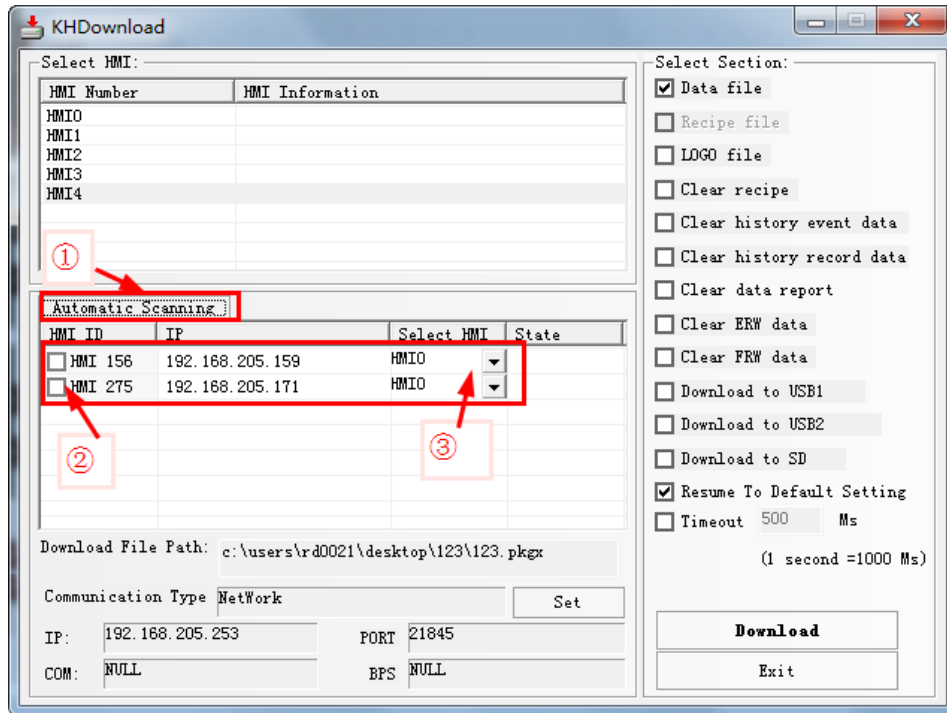 KHDownload
Select HMI:
HMI Number HMI Information
HMI0
HMI1
HMI2
HMI3
HMI4
①
Automatic Scanning
HMI ID IP Select HMI State
HMI 156 192.168.205.159 HMI0
HMI 275 192.168.205.171 HMI0
②
③
Download File Path: c:\users\rd0021\desktop\123\123.pkgx
Communication Type NetWork Set
IP: 192.168.205.253 PORT 21845
COM: NULL BPS NULL
Select Section:
Data file
Recipe file
LOGO file
Clear recipe
Clear history event data
Clear history record data
Clear data report
Clear ERW data
Clear FRW data
Download to USB1
Download to USB2
Download to SD
Resume To Default Setting
Timeout 500 Ms
(1 second =1000 Ms)
Download
Exit